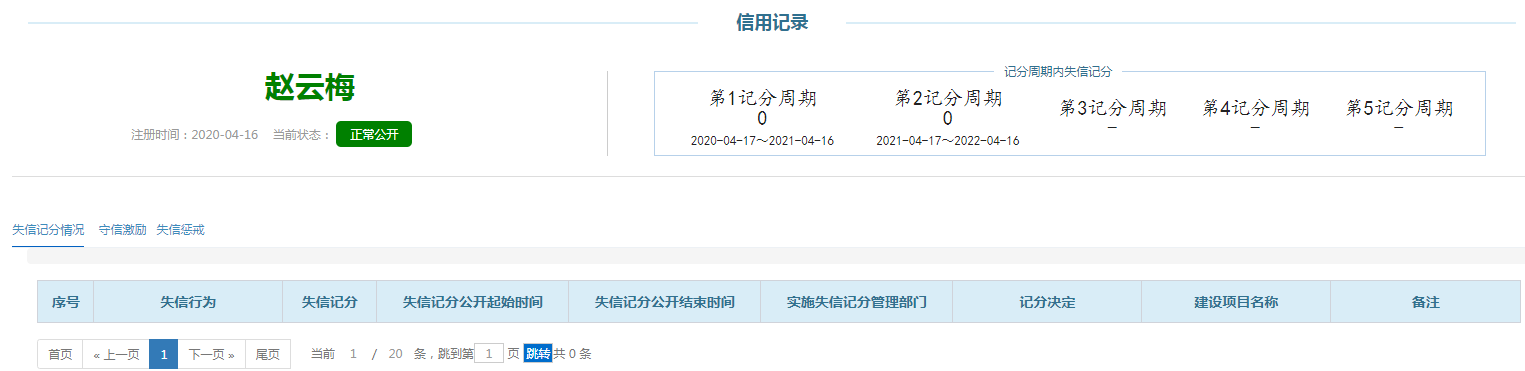 信用记录
赵云梅
注册时间：2020-04-16 当前状态： 正常公开
记分周期内失信记分
第1记分周期 第2记分周期 第3记分周期 第4记分周期 第5记分周期
0 0 – – –
2020-04-17～2021-04-16 2021-04-17～2022-04-16
失信记分情况 守信激励 失信惩戒
序号 失信行为 失信记分 失信记分公开起始时间 失信记分公开结束时间 实施失信记分管理部门 记分决定 建设项目名称 备注
首页 « 上一页 1 下一页 » 尾页 当前 1 / 20 条，跳到第 1 页 跳转 共 0 条